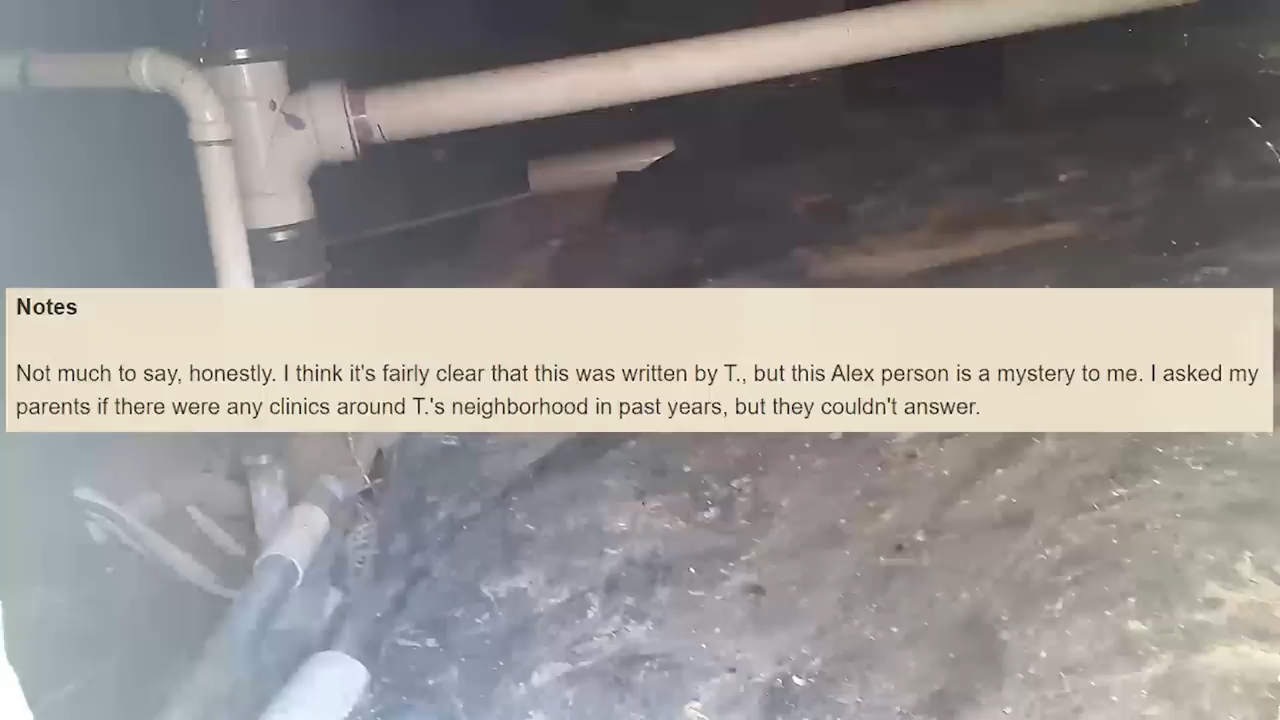 Notes
Not much to say, honestly. I think it's fairly clear that this was written by T., but this Alex person is a mystery to me. I asked my
parents if there were any clinics around T.'s neighborhood in past years, but they couldn't answer.